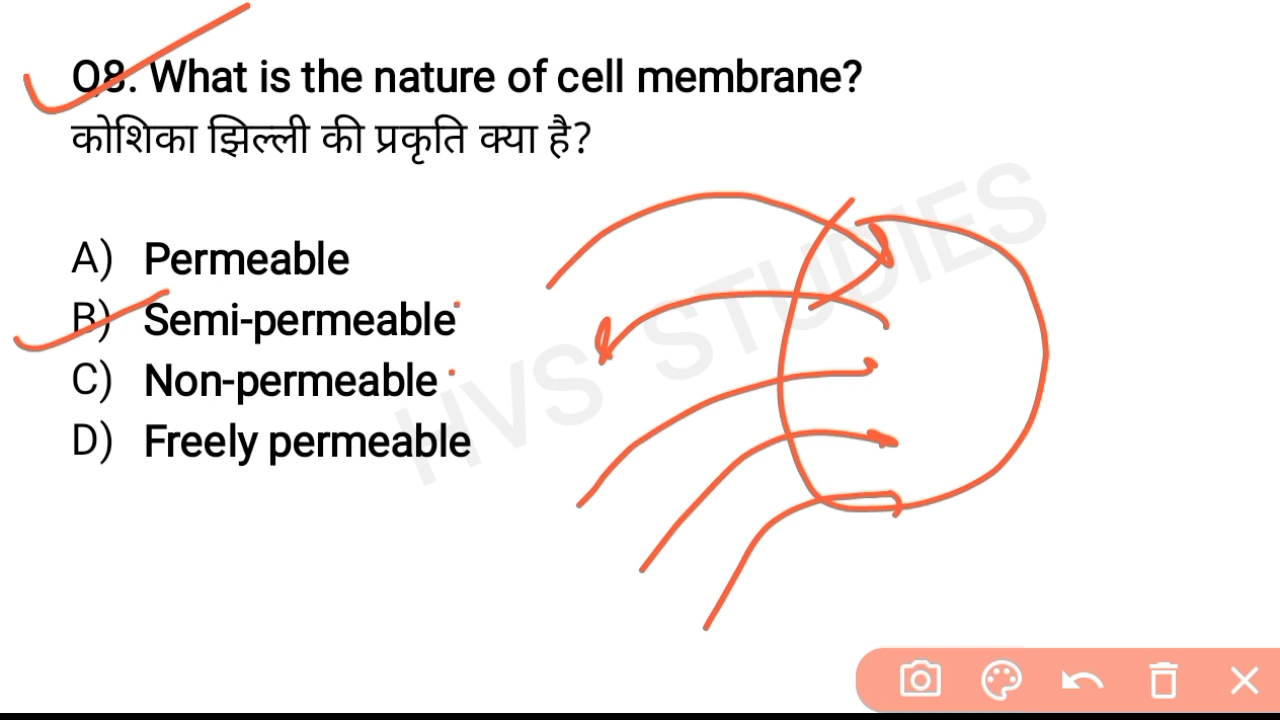 Q8. What is the nature of cell membrane?
कोशिका झिल्ली की प्रकृति क्या है?
A) Permeable
B) Semi-permeable
C) Non-permeable
D) Freely permeable
HVS STUDIES